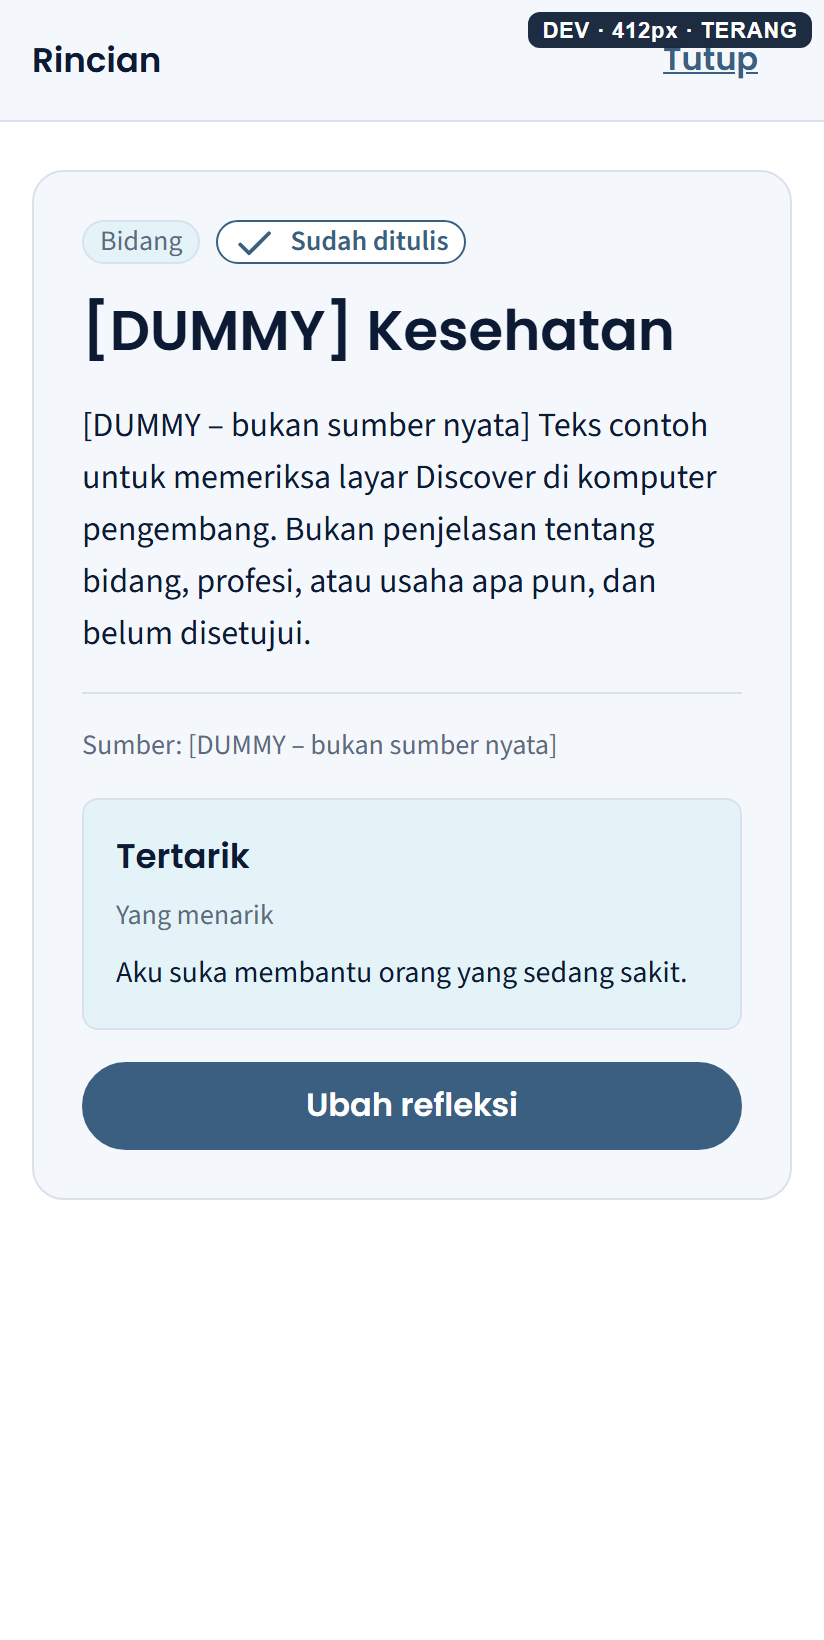 DEV · 412px · TERANG
Rincian
Tutup
Bidang
Sudah ditulis
[DUMMY] Kesehatan
[DUMMY – bukan sumber nyata] Teks contoh
untuk memeriksa layar Discover di komputer
pengembang. Bukan penjelasan tentang
bidang, profesi, atau usaha apa pun, dan
belum disetujui.
Sumber: [DUMMY – bukan sumber nyata]
Tertarik
Yang menarik
Aku suka membantu orang yang sedang sakit.
Ubah refleksi